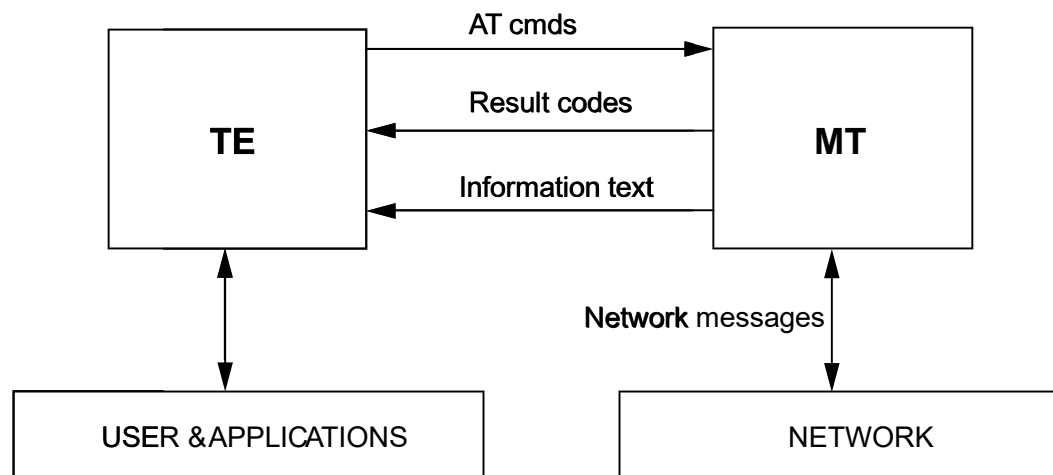 AT cmds
Result codes
TE
MT
Information text
Network messages
USER & APPLICATIONS
NETWORK